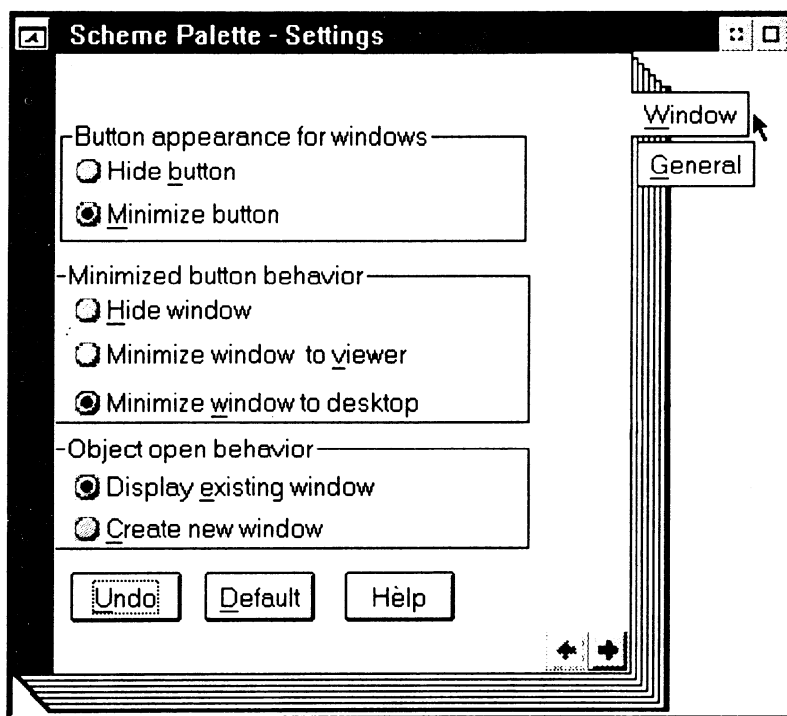 Scheme Palette - Settings
Window
General
Button appearance for windows
Hide button
Minimize button
Minimized button behavior
Hide window
Minimize window to viewer
Minimize window to desktop
Object open behavior
Display existing window
Create new window
Undo
Default
Help